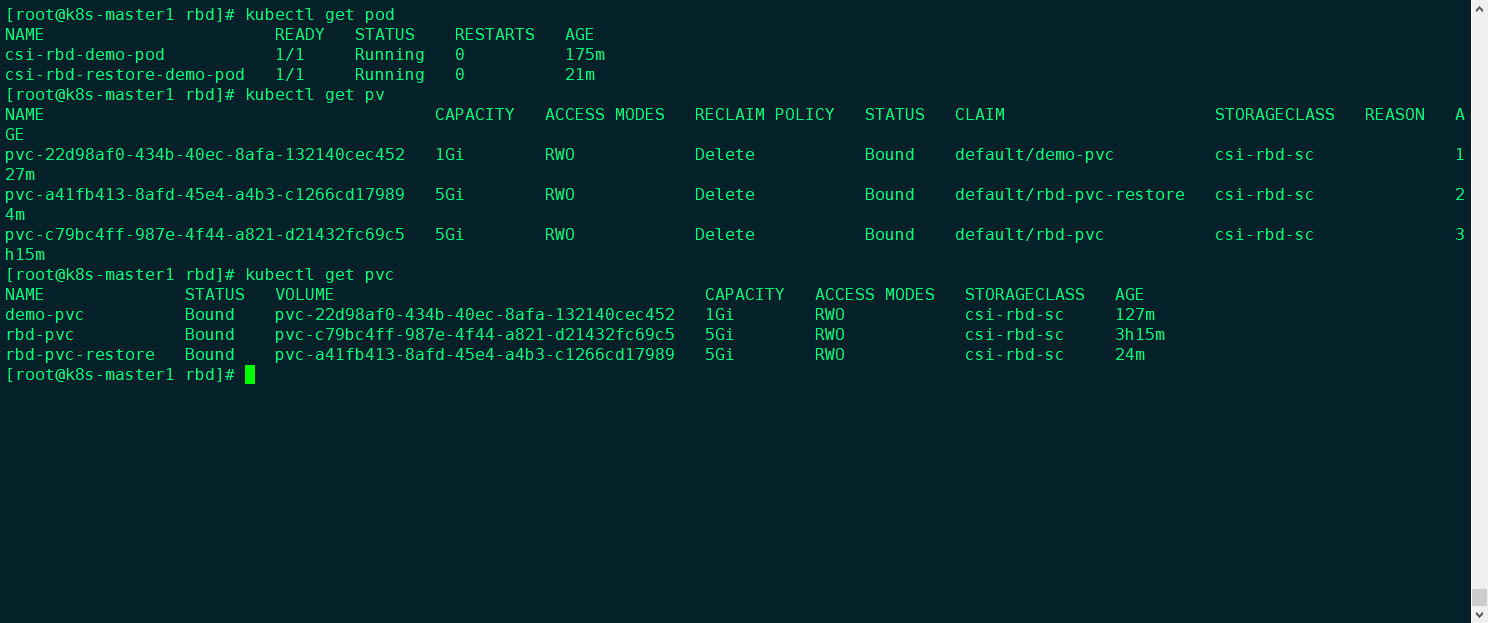 [root@k8s-master1 rbd]# kubectl get pod
NAME                       READY   STATUS    RESTARTS   AGE
csi-rbd-demo-pod           1/1     Running   0          175m
csi-rbd-restore-demo-pod   1/1     Running   0          21m
[root@k8s-master1 rbd]# kubectl get pv
NAME                                       CAPACITY   ACCESS MODES   RECLAIM POLICY   STATUS   CLAIM                     STORAGECLASS   REASON   A
GE
pvc-22d98af0-434b-40ec-8afa-132140cec452   1Gi        RWO            Delete           Bound    default/demo-pvc          csi-rbd-sc              1
27m
pvc-a41fb413-8afd-45e4-a4b3-c1266cd17989   5Gi        RWO            Delete           Bound    default/rbd-pvc-restore   csi-rbd-sc              2
4m
pvc-c79bc4ff-987e-4f44-a821-d21432fc69c5   5Gi        RWO            Delete           Bound    default/rbd-pvc           csi-rbd-sc              3
h15m
[root@k8s-master1 rbd]# kubectl get pvc
NAME              STATUS   VOLUME                                     CAPACITY   ACCESS MODES   STORAGECLASS   AGE
demo-pvc          Bound    pvc-22d98af0-434b-40ec-8afa-132140cec452   1Gi        RWO            csi-rbd-sc     127m
rbd-pvc           Bound    pvc-c79bc4ff-987e-4f44-a821-d21432fc69c5   5Gi        RWO            csi-rbd-sc     3h15m
rbd-pvc-restore   Bound    pvc-a41fb413-8afd-45e4-a4b3-c1266cd17989   5Gi        RWO            csi-rbd-sc     24m
[root@k8s-master1 rbd]#